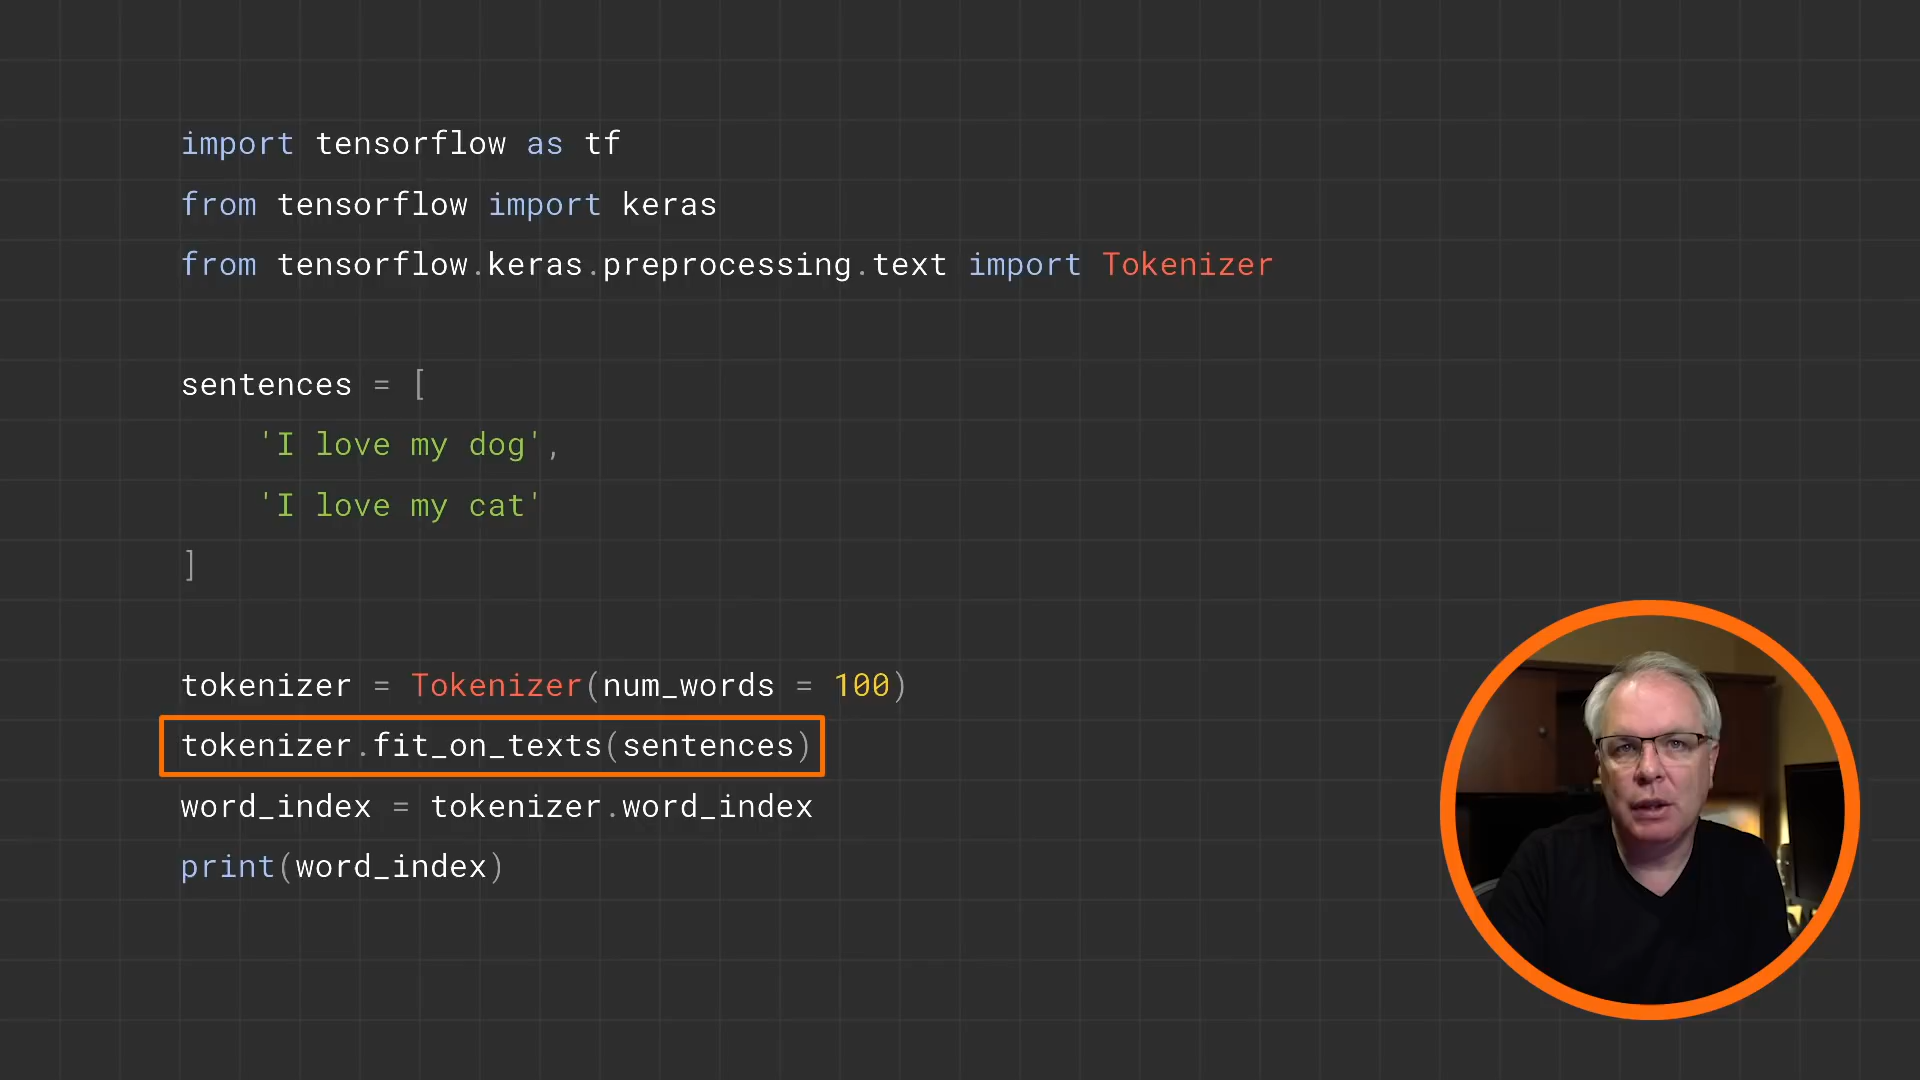 import tensorflow as tf
from tensorflow import keras
from tensorflow.keras.preprocessing.text import Tokenizer
sentences = [
'I love my dog',
'I love my cat'
]
tokenizer = Tokenizer(num_words = 100)
tokenizer.fit_on_texts(sentences)
word_index = tokenizer.word_index
print(word_index)